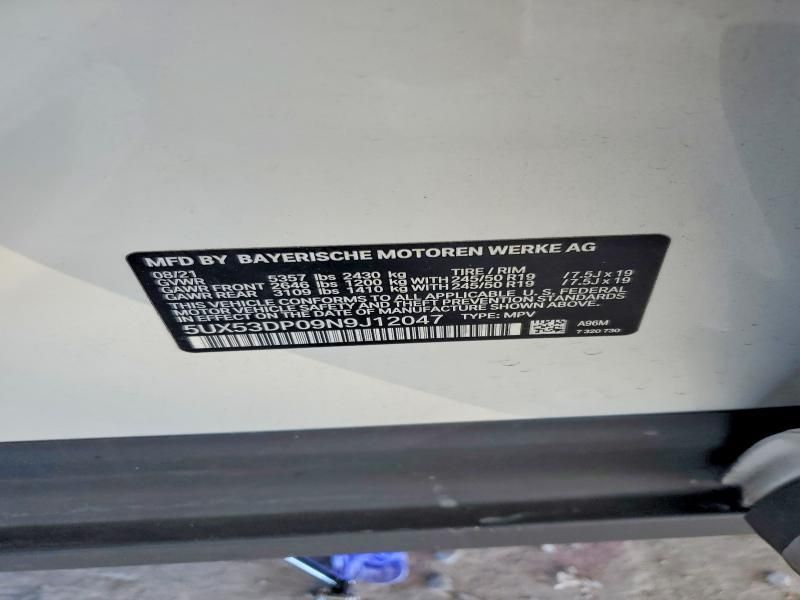 MFD BY BAYERISCHE MOTOREN WERKE AG
08/21
GVWR 5357 lbs 2430 kg TIRE / RIM
GAWR FRONT 2646 lbs 1200 kg WITH 245/50 R19 /7.5J x 19
GAWR REAR 3109 lbs 1410 kg WITH 245/50 R19 /7.5J x 19
VEHICLE CONFORMS TO ALL APPLICABLE U.S. FEDERAL
MOTOR VEHICLE SAFETY, BUMPER AND THEFT PREVENTION STANDARDS
IN EFFECT ON THE DATE OF MANUFACTURE SHOWN ABOVE.
5UX53DP09N9J12047 TYPE: MPV
A96M
7 320 730